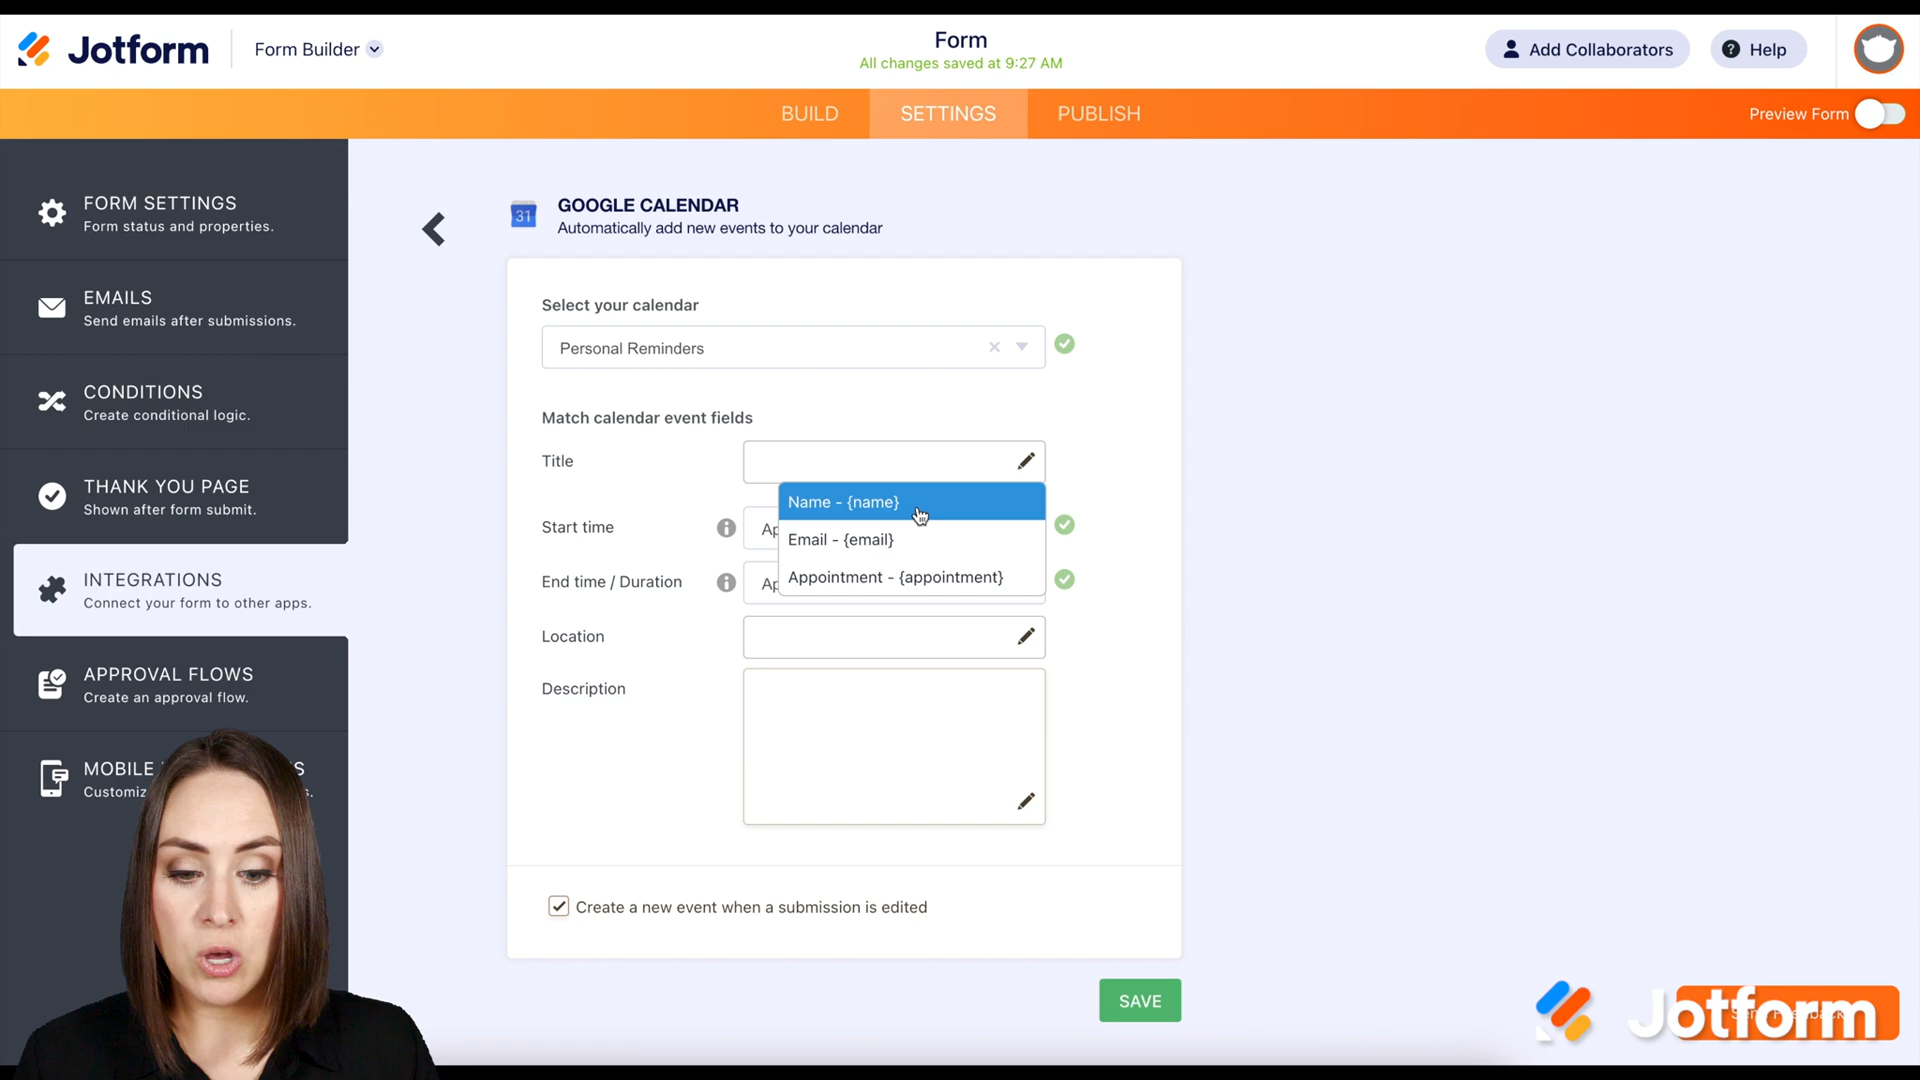 Jotform
Form Builder
Form
All changes saved at 9:27 AM
Add Collaborators
? Help
BUILD
SETTINGS
PUBLISH
Preview Form
FORM SETTINGS
Form status and properties.
EMAILS
Send emails after submissions.
CONDITIONS
Create conditional logic.
THANK YOU PAGE
Shown after form submit.
INTEGRATIONS
Connect your form to other apps.
APPROVAL FLOWS
Create an approval flow.
MOBILE
31
GOOGLE CALENDAR
Automatically add new events to your calendar
Select your calendar
Personal Reminders
Match calendar event fields
Title
Name - {name}
Start time
Email - {email}
Appointment - {appointment}
End time / Duration
Location
Description
Create a new event when a submission is edited
SAVE
Jotform